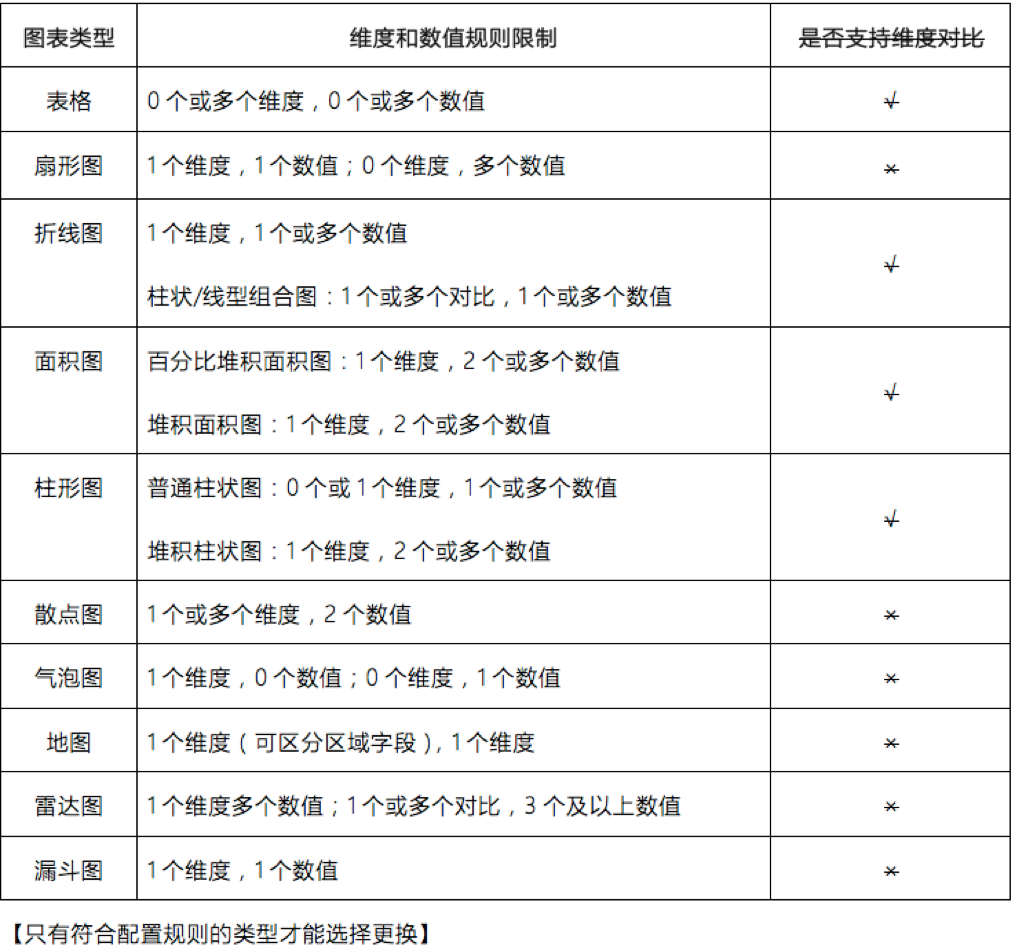 图表类型 维度和数值规则限制 是否支持维度对比
表格 0个或多个维度，0个或多个数值 √
扇形图 1个维度，1个数值；0个维度，多个数值 ×
折线图 1个维度，1个或多个数值
柱状/线型组合图：1个或多个对比，1个或多个数值 √
面积图 百分比堆积面积图：1个维度，2个或多个数值
堆积面积图：1个维度，2个或多个数值 √
柱形图 普通柱状图：0个或1个维度，1个或多个数值
堆积柱状图：1个维度，2个或多个数值 √
散点图 1个或多个维度，2个数值 ×
气泡图 1个维度，0个数值；0个维度，1个数值 ×
地图 1个维度（可区分区域字段），1个维度 ×
雷达图 1个维度多个数值；1个或多个对比，3个及以上数值 ×
漏斗图 1个维度，1个数值 ×
【只有符合配置规则的类型才能选择更换】